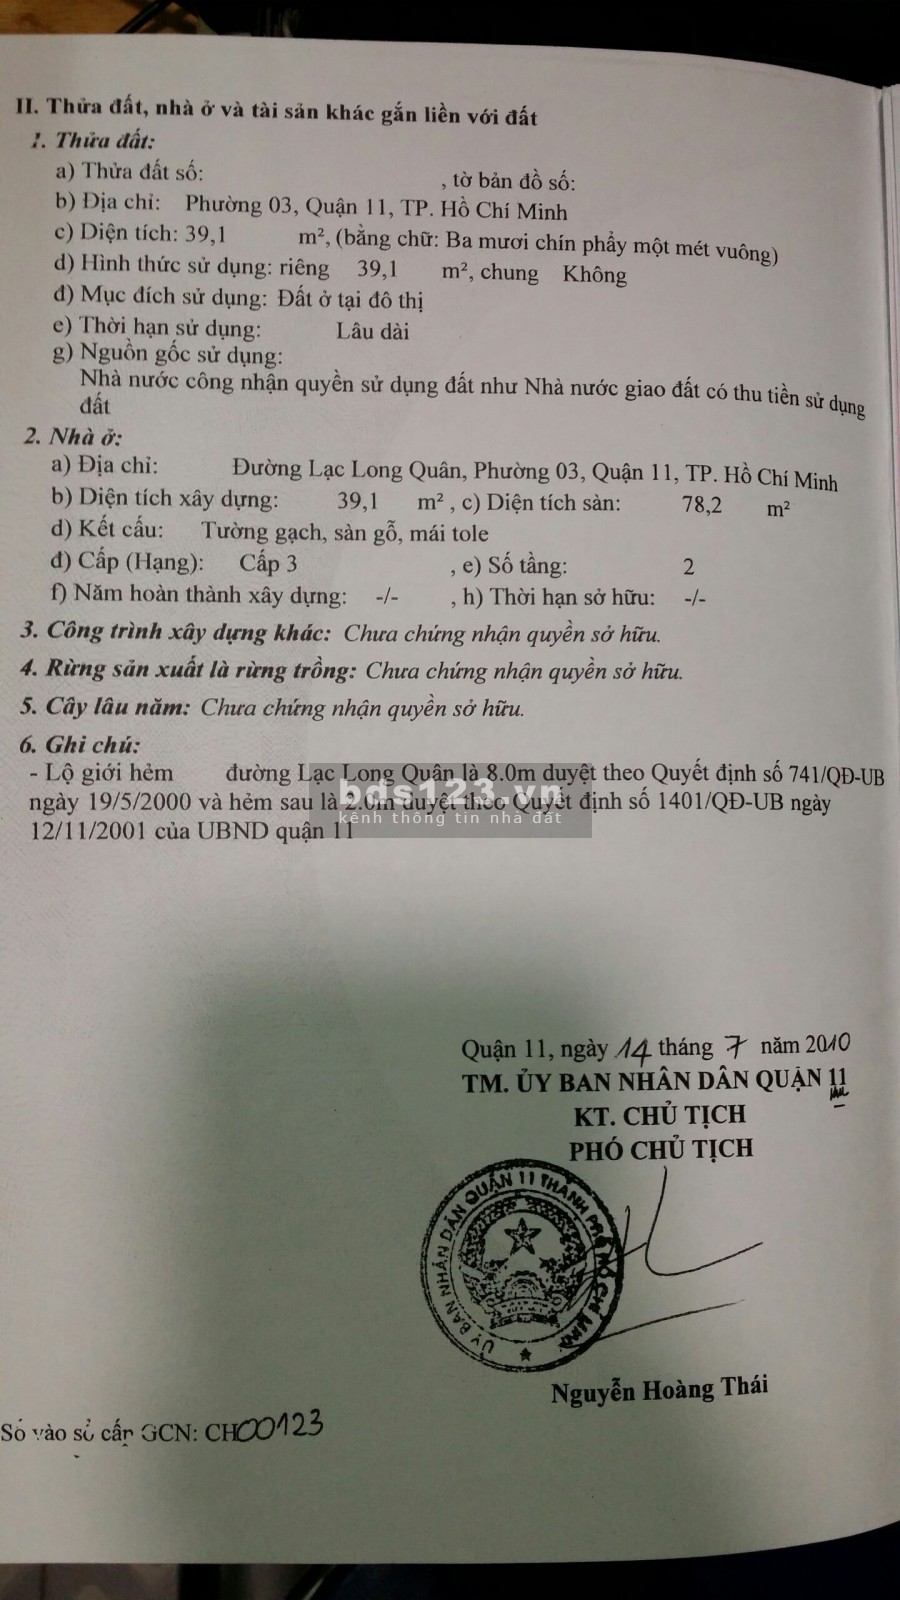 II. Thửa đất, nhà ở và tài sản khác gắn liền với đất
1. Thửa đất:
a) Thửa đất số: , tờ bản đồ số:
b) Địa chỉ: Phường 03, Quận 11, TP. Hồ Chí Minh
c) Diện tích: 39,1 m², (bằng chữ: Ba mươi chín phẩy một mét vuông)
d) Hình thức sử dụng: riêng 39,1 m², chung Không
đ) Mục đích sử dụng: Đất ở tại đô thị
e) Thời hạn sử dụng: Lâu dài
g) Nguồn gốc sử dụng:
Nhà nước công nhận quyền sử dụng đất như Nhà nước giao đất có thu tiền sử dụng
đất
2. Nhà ở:
a) Địa chỉ: Đường Lạc Long Quân, Phường 03, Quận 11, TP. Hồ Chí Minh
b) Diện tích xây dựng: 39,1 m² , c) Diện tích sàn: 78,2 m²
d) Kết cấu: Tường gạch, sàn gỗ, mái tole
đ) Cấp (Hạng): Cấp 3 , e) Số tầng: 2
f) Năm hoàn thành xây dựng: -/- , h) Thời hạn sở hữu: -/-
3. Công trình xây dựng khác: Chưa chứng nhận quyền sở hữu.
4. Rừng sản xuất là rừng trồng: Chưa chứng nhận quyền sở hữu.
5. Cây lâu năm: Chưa chứng nhận quyền sở hữu.
6. Ghi chú:
- Lộ giới hẻm đường Lạc Long Quân là 8.0m duyệt theo Quyết định số 741/QĐ-UB
ngày 19/5/2000 và hẻm sau là 2.0m duyệt theo Quyết định số 1401/QĐ-UB ngày
12/11/2001 của UBND quận 11
bds123.vn
kênh thông tin nhà đất
Quận 11, ngày 14 tháng 7 năm 2010
TM. ỦY BAN NHÂN DÂN QUẬN 11
KT. CHỦ TỊCH
PHÓ CHỦ TỊCH
ỦY BAN NHÂN DÂN QUẬN 11 THÀNH PHỐ HỒ CHÍ MINH
Nguyễn Hoàng Thái
Số vào sổ cấp GCN: CH00123